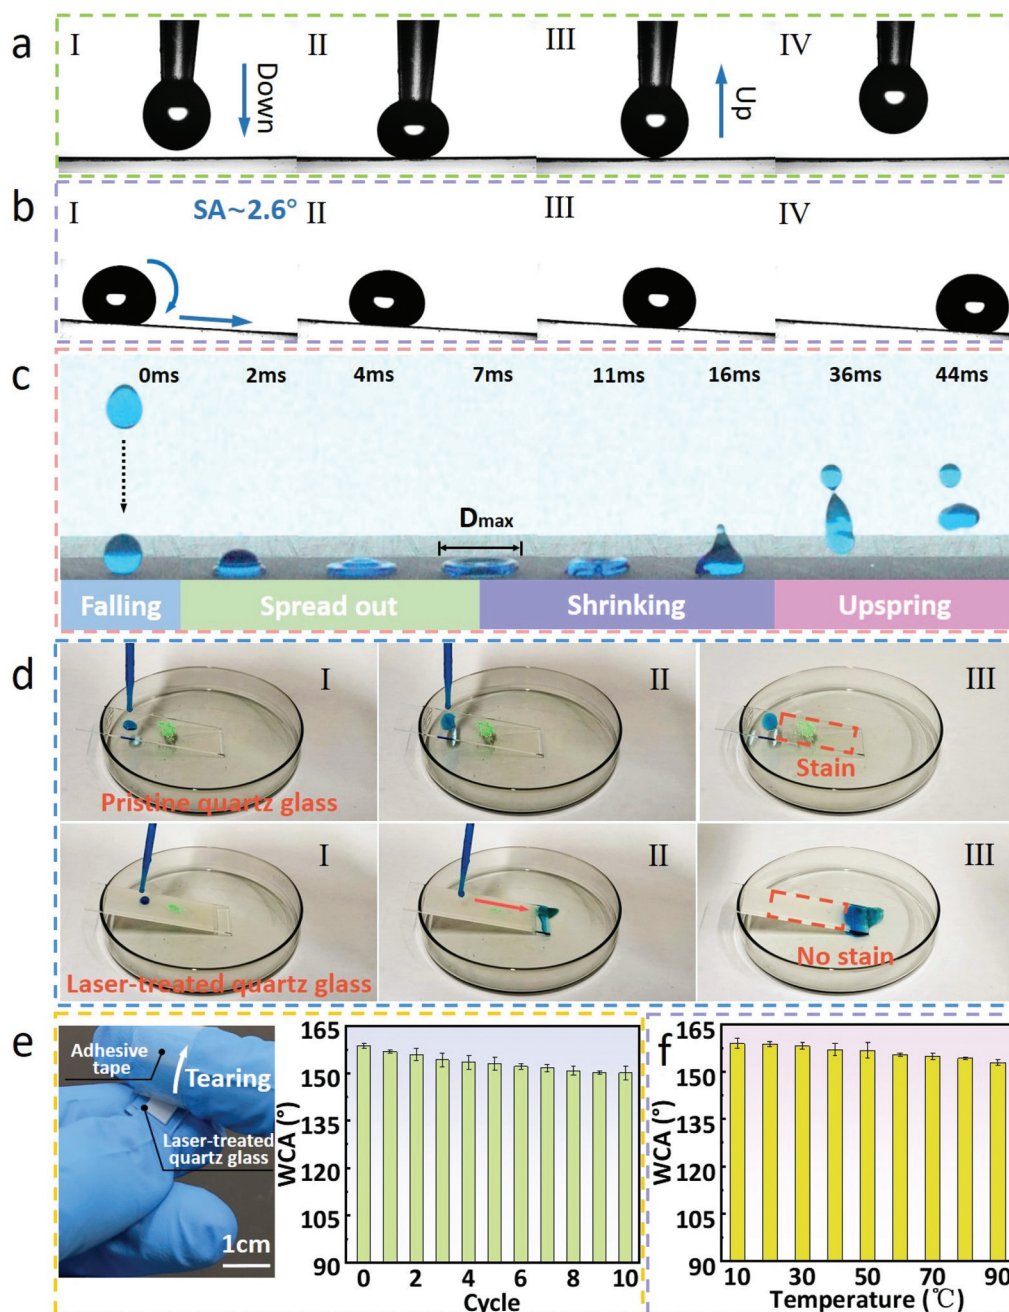 a
I
II
III
IV
Down
Up
b
I
SA~2.6°
II
III
IV
c
0ms
2ms
4ms
7ms
11ms
16ms
36ms
44ms
Dmax
Falling
Spread out
Shrinking
Upspring
d
I
II
III
Pristine quartz glass
Stain
I
II
III
Laser-treated quartz glass
No stain
e
Adhesive
tape
Tearing
Laser-treated
quartz glass
1cm
WCA (°)
165
150
135
120
105
90
0 2 4 6 8 10
Cycle
f
WCA (°)
165
150
135
120
105
90
10 30 50 70 90
Temperature (℃)